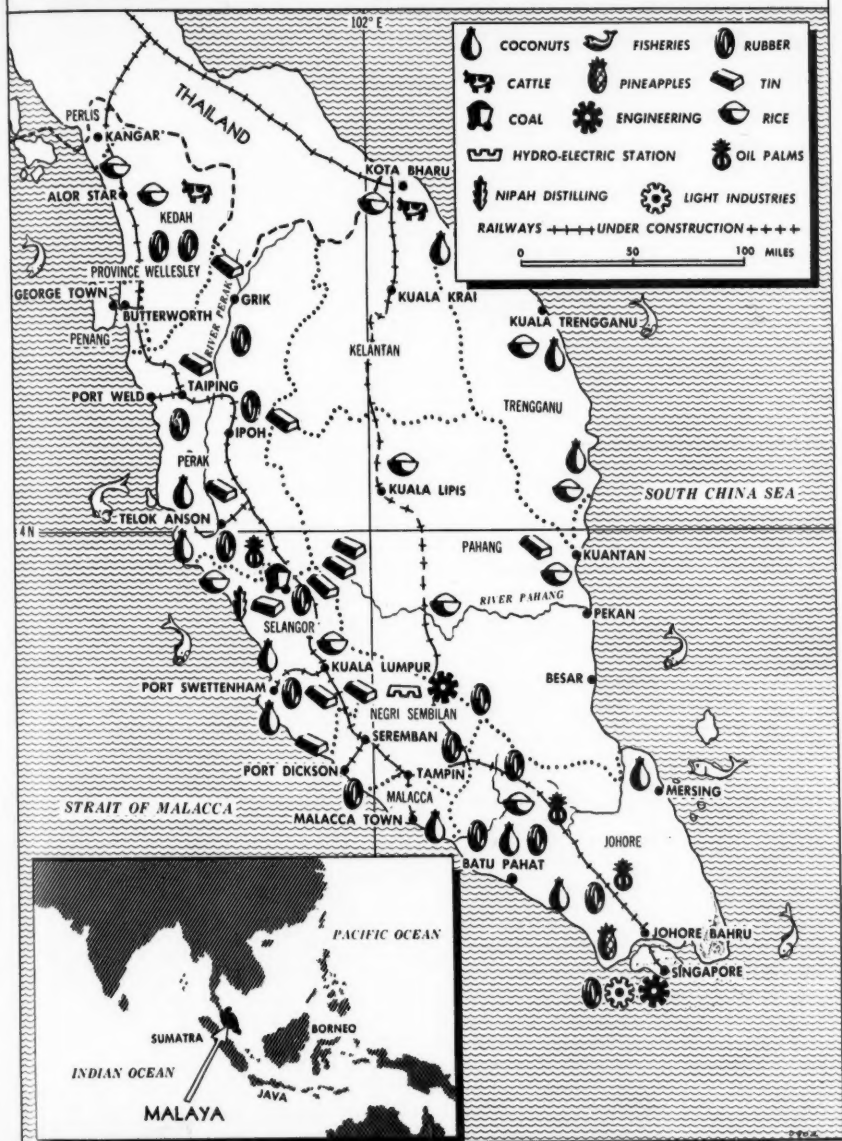 102° E
COCONUTS FISHERIES RUBBER
CATTLE PINEAPPLES TIN
COAL ENGINEERING RICE
HYDRO-ELECTRIC STATION OIL PALMS
NIPAH DISTILLING LIGHT INDUSTRIES
RAILWAYS UNDER CONSTRUCTION
0 50 100 MILES
THAILAND
PERLIS
KANGAR
KOTA BHARU
ALOR STAR
KEDAH
PROVINCE WELLESLEY
GEORGE TOWN
BUTTERWORTH
PENANG
RIVER PERAK
GRIK
KUALA KRAI
KELANTAN
KUALA TRENGGANU
TRENGGANU
PORT WELD
TAIPING
IPOH
PERAK
KUALA LIPIS
SOUTH CHINA SEA
TELOK ANSON
4 N
PAHANG
KUANTAN
RIVER PAHANG
PEKAN
SELANGOR
KUALA LUMPUR
PORT SWETTENHAM
BESAR
NEGRI SEMBILAN
SEREMBAN
PORT DICKSON
TAMPIN
MALACCA
MALACCA TOWN
MERSING
STRAIT OF MALACCA
JOHORE
BATU PAHAT
JOHORE BAHRU
SINGAPORE
PACIFIC OCEAN
SUMATRA
BORNEO
INDIAN OCEAN
JAVA
MALAYA